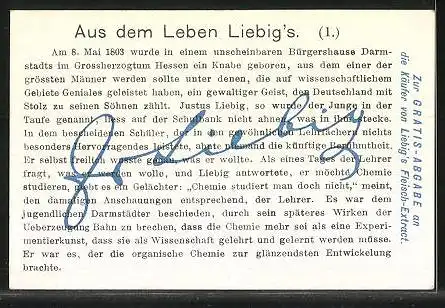 Aus dem Leben Liebig's. (1.)
Am 8. Mai 1803 wurde in einem unscheinbaren Bürgershause Darm-
stadts im Grossherzogtum Hessen ein Knabe geboren, aus dem einer der
grössten Männer werden sollte unter denen, die auf wissenschaftlichem
Gebiete Geniales geleistet haben, ein gewaltiger Geist, den Deutschland mit
Stolz zu seinen Söhnen zählt. Justus Liebig, so wurde der Junge in der
Taufe genannt, liess auf der Schulbank nicht ahnen, was in ihm stecke.
In dem bescheidenen Schüler, der in gewöhnlichen Lehrfächern nichts
besonders Hervorragendes leistete, ahnte niemand die künftige Berühmtheit.
Er selbst freilich wusste genau, was er wollte. Als eines Tages der Lehrer
fragt, was er werden wolle, und Liebig antwortete, er möchte Chemie
studieren, gebt es ein Gelächter: „Chemie studiert man doch nicht,“ meint,
den damaligen Anschauungen entsprechend, der Lehrer. Es war dem
jugendlichen Darmstädter beschieden, durch sein späteres Wirken der
Ueberzeugung Bahn zu brechen, dass die Chemie mehr sei als eine Experi-
mentierkunst, dass sie als Wissenschaft gelehrt und gelernt werden müsse.
Er war es, der die organische Chemie zur glänzendsten Entwickelung
brachte.
J v Liebig
Zur GRATIS-ABGABE an
die Käufer von Liebig's Fleisch-Extract.